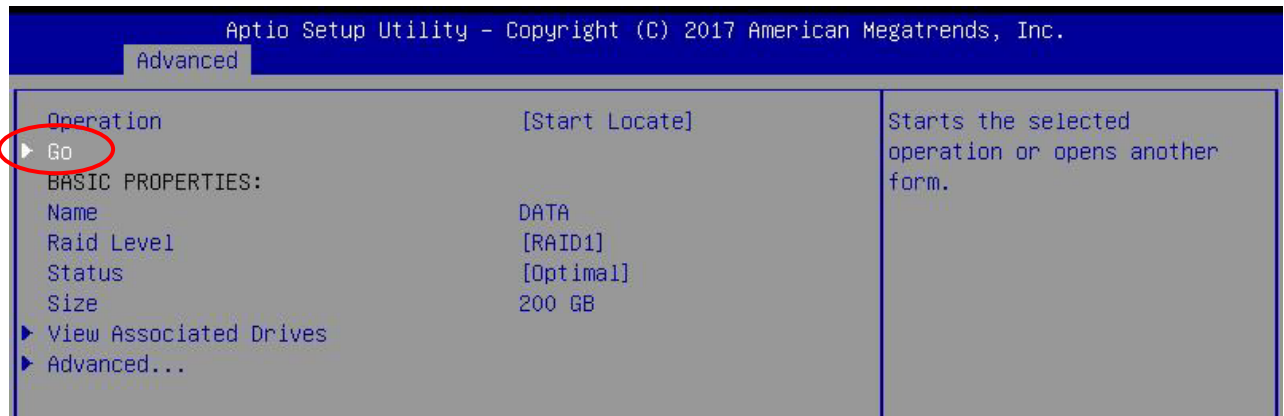 Aptio Setup Utility – Copyright (C) 2017 American Megatrends, Inc.
Advanced
Operation [Start Locate] Starts the selected
Go operation or opens another
BASIC PROPERTIES: form.
Name DATA
Raid Level [RAID1]
Status [Optimal]
Size 200 GB
View Associated Drives
Advanced...